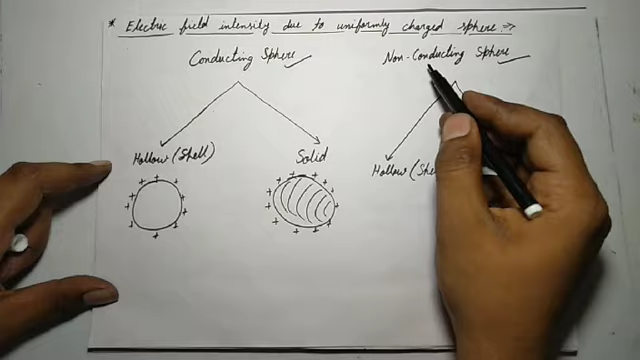 * Electric field intensity due to uniformly charged sphere ⇒
Conducting Sphere ✓
Non-Conducting Sphere ✓
Hollow (Shell)
Solid
Hollow